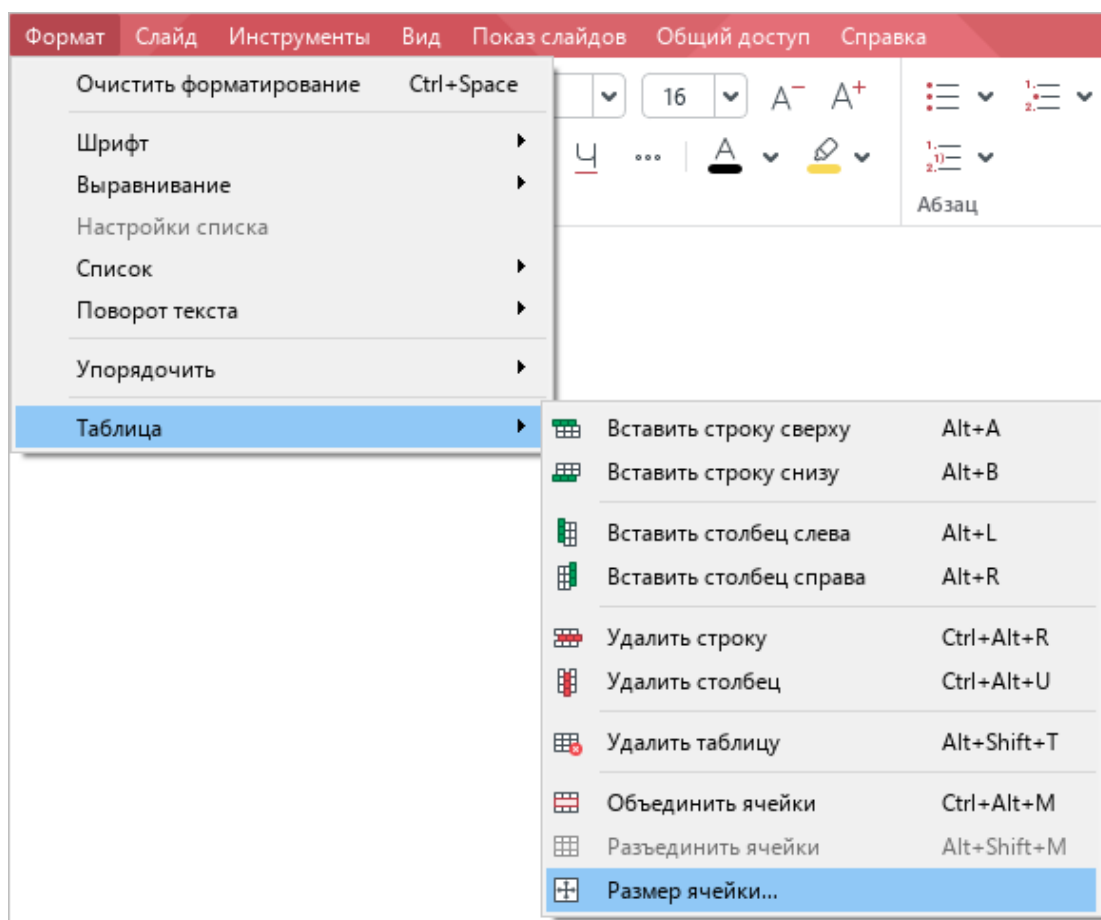 Формат Слайд Инструменты Вид Показ слайдов Общий доступ Справка
Очистить форматирование Ctrl+Space
16 A⁻ A⁺
Шрифт
Ч ... A
Выравнивание
Абзац
Настройки списка
Список
Поворот текста
Упорядочить
Таблица
Вставить строку сверху Alt+A
Вставить строку снизу Alt+B
Вставить столбец слева Alt+L
Вставить столбец справа Alt+R
Удалить строку Ctrl+Alt+R
Удалить столбец Ctrl+Alt+U
Удалить таблицу Alt+Shift+T
Объединить ячейки Ctrl+Alt+M
Разъединить ячейки Alt+Shift+M
Размер ячейки...